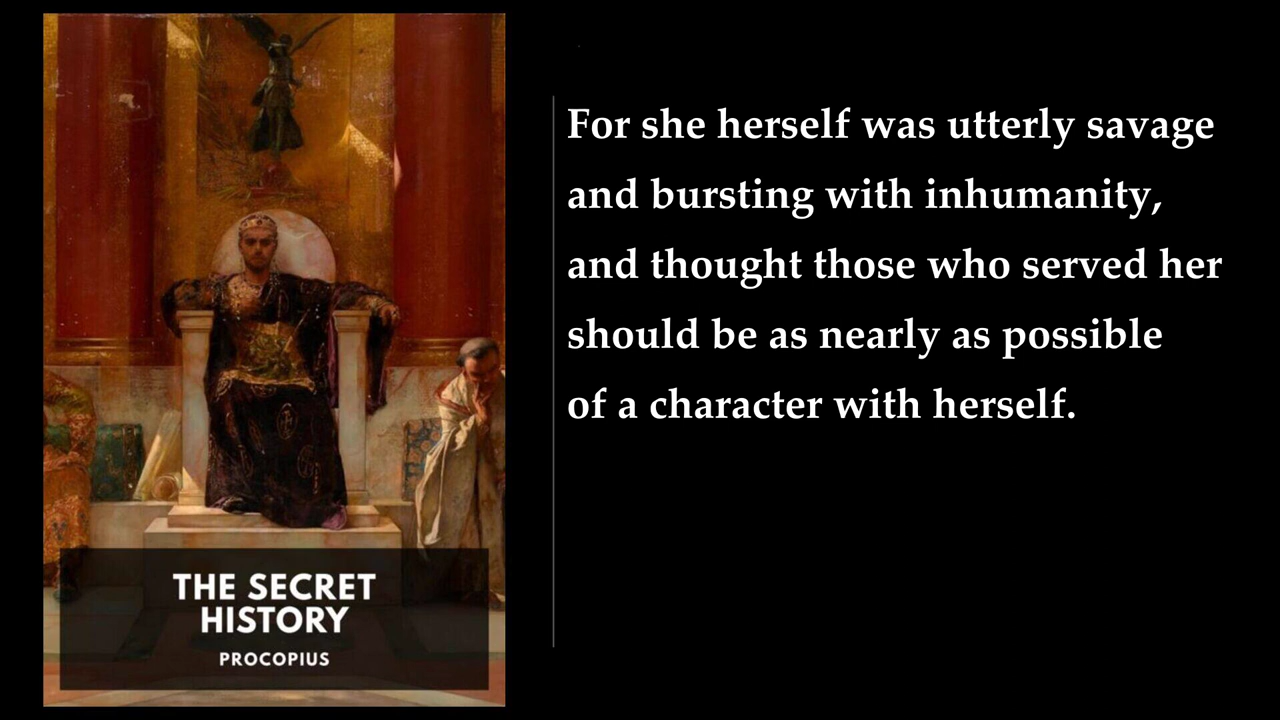 THE SECRET
HISTORY
PROCOPIUS
For she herself was utterly savage
and bursting with inhumanity,
and thought those who served her
should be as nearly as possible
of a character with herself.